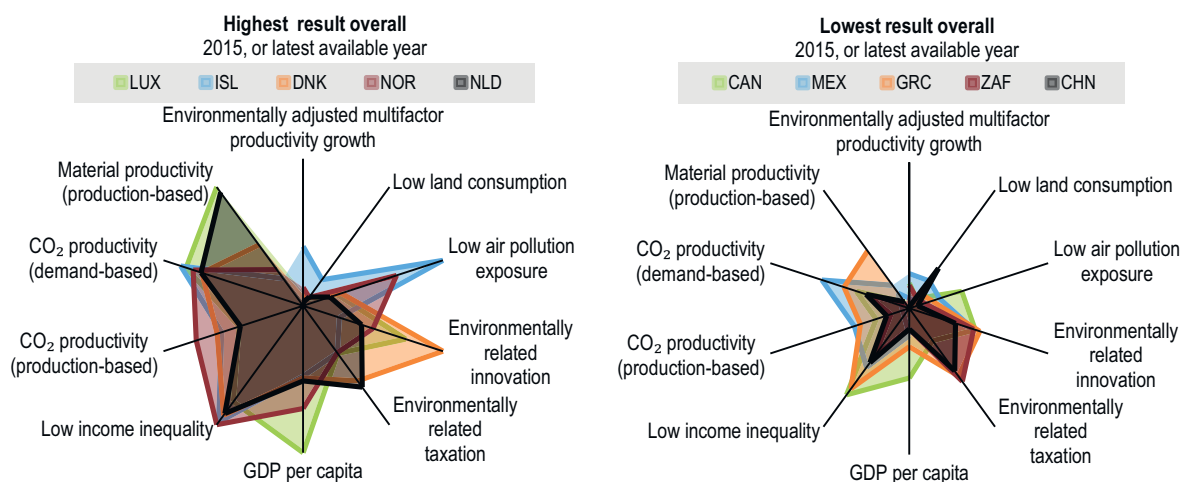 Highest result overall
2015, or latest available year
LUX ISL DNK NOR NLD
Environmentally adjusted multifactor
productivity growth
Material productivity
(production-based)
Low land consumption
CO₂ productivity
(demand-based)
Low air pollution
exposure
CO₂ productivity
(production-based)
Environmentally
related
innovation
Low income inequality
Environmentally
related
taxation
GDP per capita
Lowest result overall
2015, or latest available year
CAN MEX GRC ZAF CHN
Environmentally adjusted multifactor
productivity growth
Material productivity
(production-based)
Low land consumption
CO₂ productivity
(demand-based)
Low air pollution
exposure
CO₂ productivity
(production-based)
Environmentally
related
innovation
Low income inequality
Environmentally
related
taxation
GDP per capita